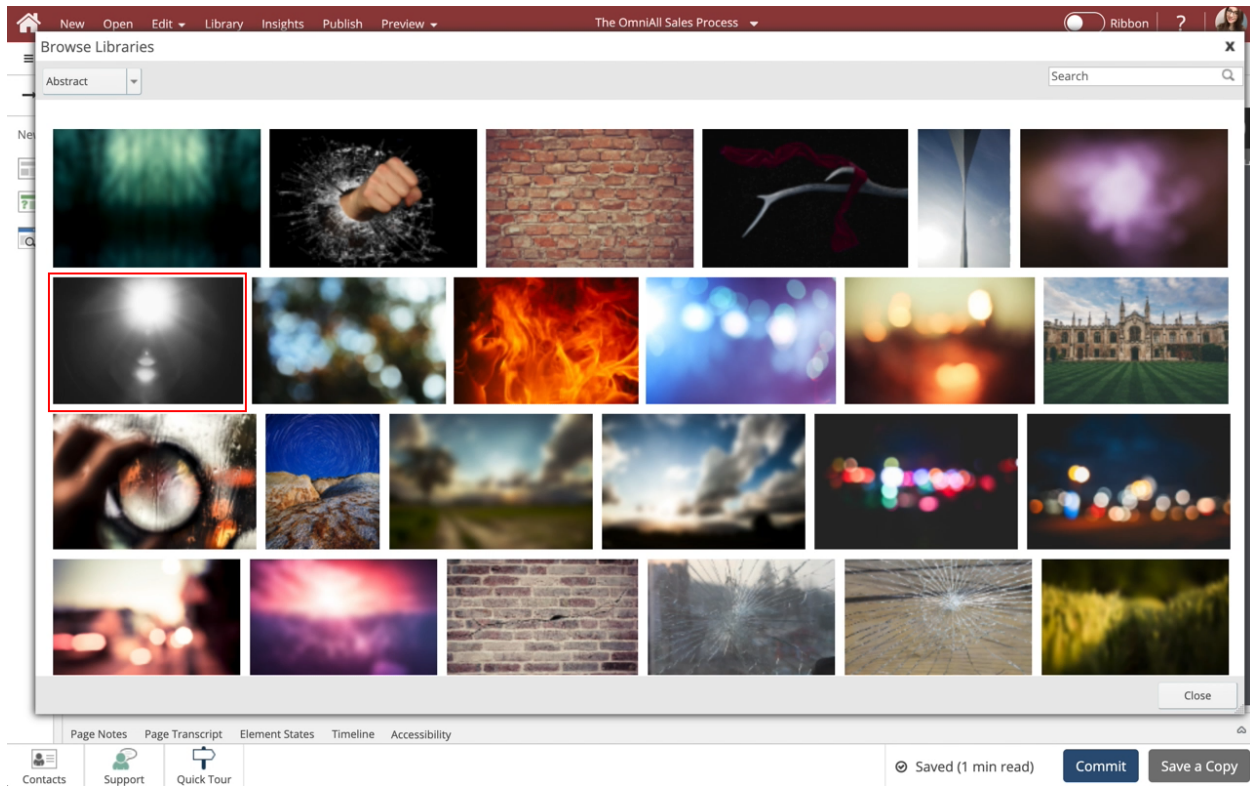 New Open Edit Library Insights Publish Preview The OmniAll Sales Process Ribbon ?
Browse Libraries x
Abstract Search
Page Notes Page Transcript Element States Timeline Accessibility
Contacts Support Quick Tour Saved (1 min read) Commit Save a Copy
Close